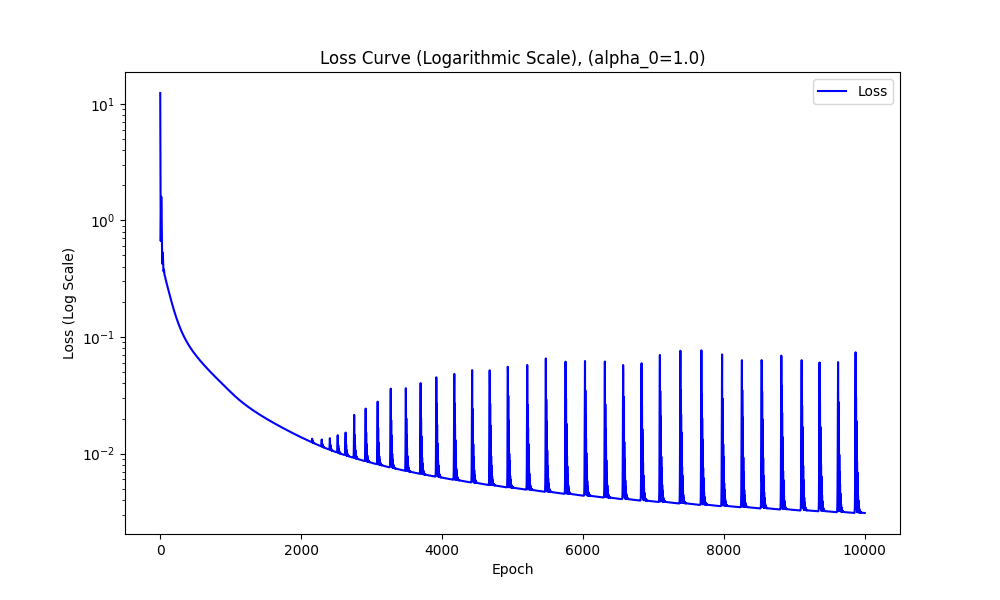 Loss Curve (Logarithmic Scale), (alpha_0=1.0)
Loss
10¹
10⁰
10⁻¹
10⁻²
Loss (Log Scale)
0 2000 4000 6000 8000 10000
Epoch